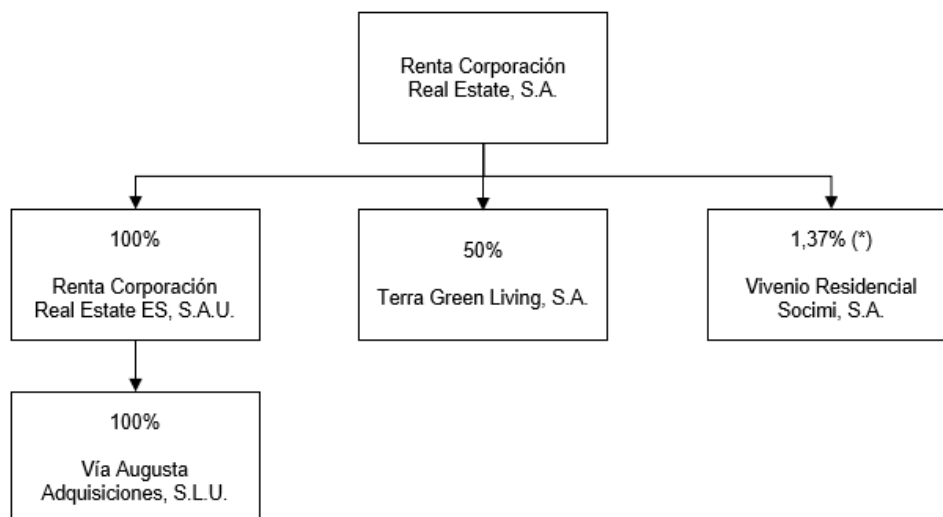 Renta Corporación
Real Estate, S.A.
100%
Renta Corporación
Real Estate ES, S.A.U.
50%
Terra Green Living, S.A.
1,37% (*)
Vivenio Residencial
Socimi, S.A.
100%
Vía Augusta
Adquisiciones, S.L.U.